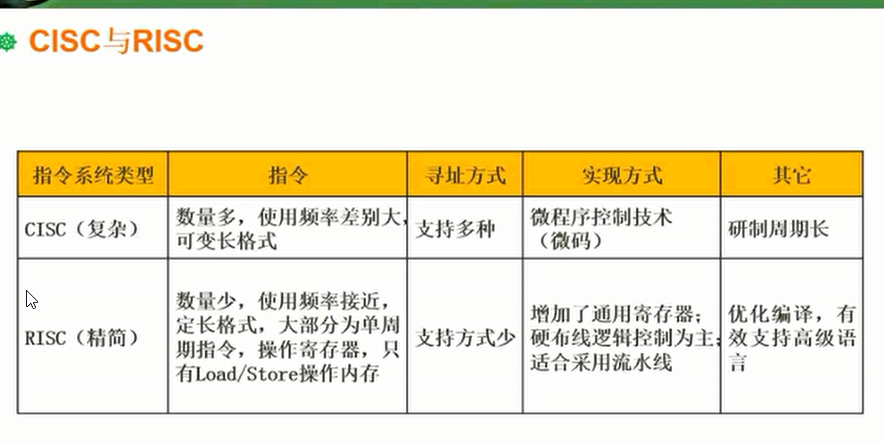 CISC与RISC
指令系统类型 指令 寻址方式 实现方式 其它
CISC（复杂）
数量多，使用频率差别大，
可变长格式
支持多种
微程序控制技术
（微码）
研制周期长
RISC（精简）
数量少，使用频率接近，
定长格式，大部分为单周
期指令，操作寄存器，只
有Load/Store操作内存
支持方式少
增加了通用寄存器；
硬布线逻辑控制为主；
适合采用流水线
优化编译，有
效支持高级语
言